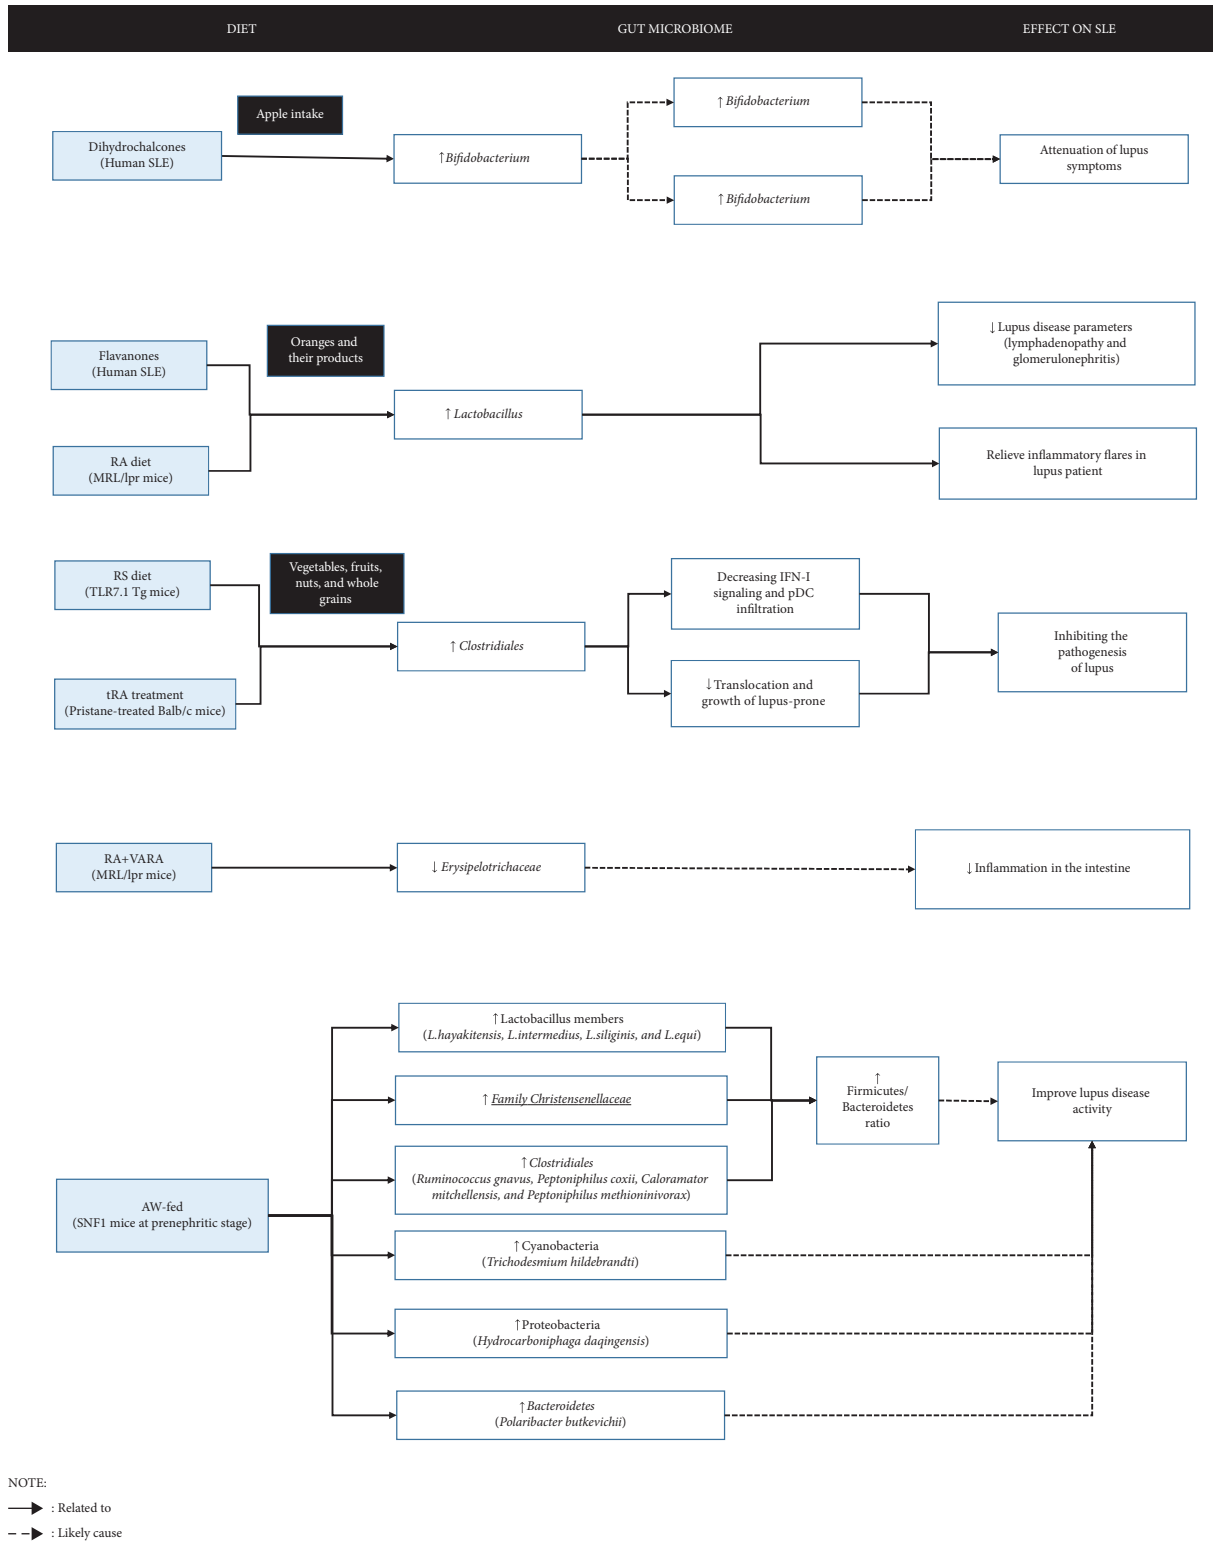 DIET
GUT MICROBIOME
EFFECT ON SLE
Apple intake
Dihydrochalcones
(Human SLE)
↑Bifidobacterium
↑ Bifidobacterium
↑ Bifidobacterium
Attenuation of lupus
symptoms
Flavanones
(Human SLE)
Oranges and
their products
RA diet
(MRL/lpr mice)
↑ Lactobacillus
↓ Lupus disease parameters
(lymphadenopathy and
glomerulonephritis)
Relieve inflammatory flares in
lupus patient
RS diet
(TLR7.1 Tg mice)
Vegetables, fruits,
nuts, and whole
grains
tRA treatment
(Pristane-treated Balb/c mice)
↑ Clostridiales
Decreasing IFN-I
signaling and pDC
infiltration
↓Translocation and
growth of lupus-prone
Inhibiting the
pathogenesis
of lupus
RA+VARA
(MRL/lpr mice)
↓ Erysipelotrichaceae
↓Inflammation in the intestine
AW-fed
(SNF1 mice at prenephritic stage)
↑Lactobacillus members
(L.hayakitensis, L.intermedius, L.siliginis, and L.equi)
↑ Family Christensenellaceae
↑Clostridiales
(Ruminococcus gnavus, Peptoniphilus coxii, Caloramator
mitchellensis, and Peptoniphilus methioninivorax)
↑Cyanobacteria
(Trichodesmium hildebrandti)
↑Proteobacteria
(Hydrocarboniphaga daqingensis)
↑Bacteroidetes
(Polaribacter butkevichii)
↑
Firmicutes/
Bacteroidetes
ratio
Improve lupus disease
activity
NOTE:
: Related to
: Likely cause